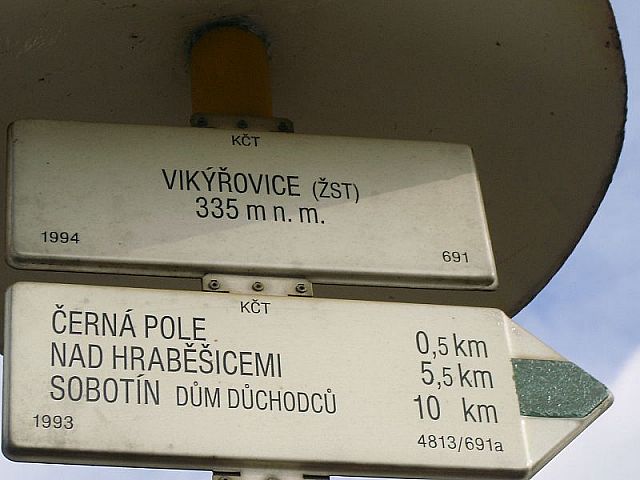 KČT
VIKÝŘOVICE (ŽST)
335 m n. m.
1994
691
KČT
ČERNÁ POLE 0,5 km
NAD HRABĚŠICEMI 5,5 km
SOBOTÍN DŮM DŮCHODCŮ 10 km
1993
4813/691a